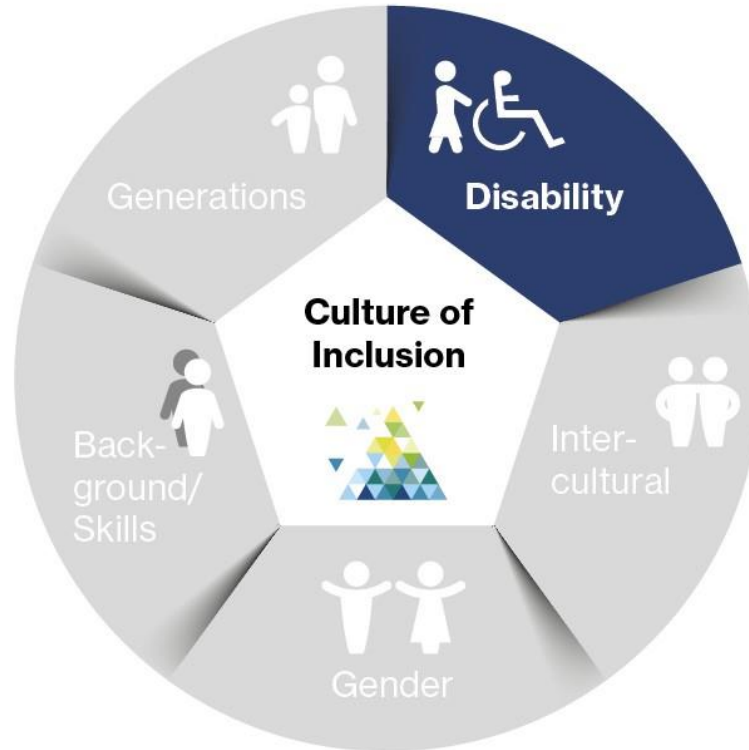 Generations
Disability
Culture of
Inclusion
Back-
ground/
Skills
Inter-
cultural
Gender